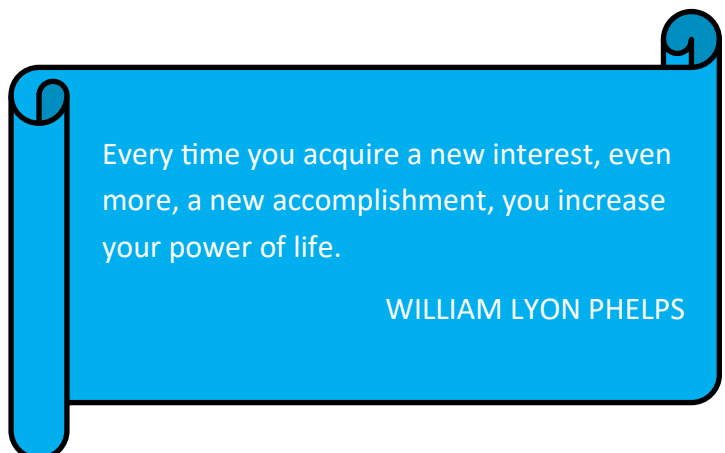 Every time you acquire a new interest, even
more, a new accomplishment, you increase
your power of life.
WILLIAM LYON PHELPS